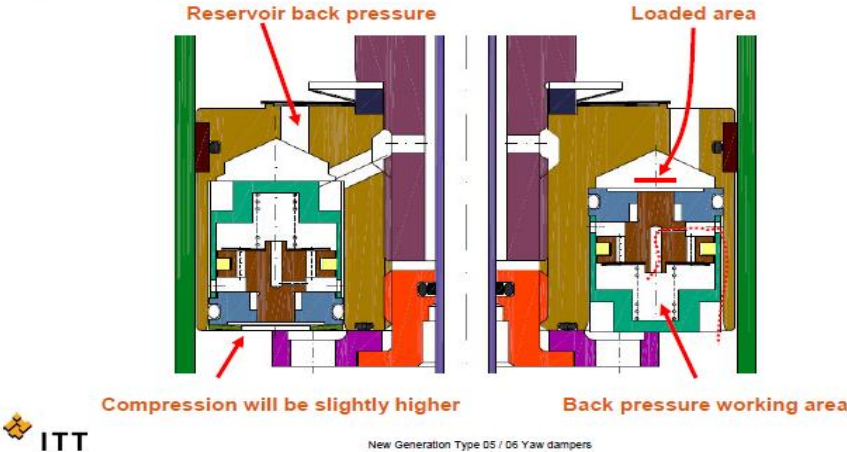 Reservoir back pressure
Loaded area
Compression will be slightly higher
Back pressure working area
ITT
New Generation Type 05 / 06 Yaw dampers